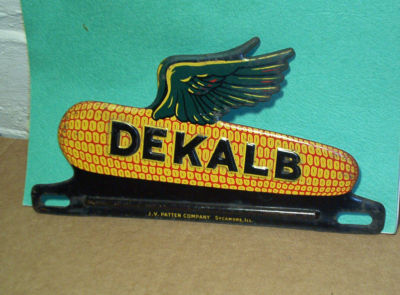 DEKALB
J.V. PATTEN COMPANY SYCAMORE, ILL.